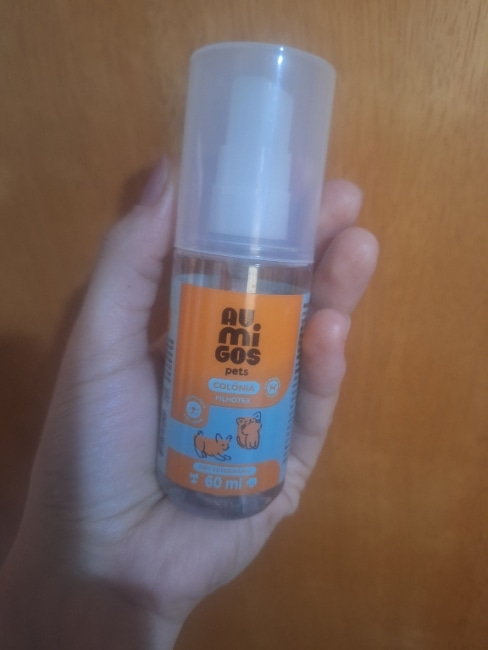 AU
mi
GOS
pets
COLÔNIA
FILHOTES
60 ml